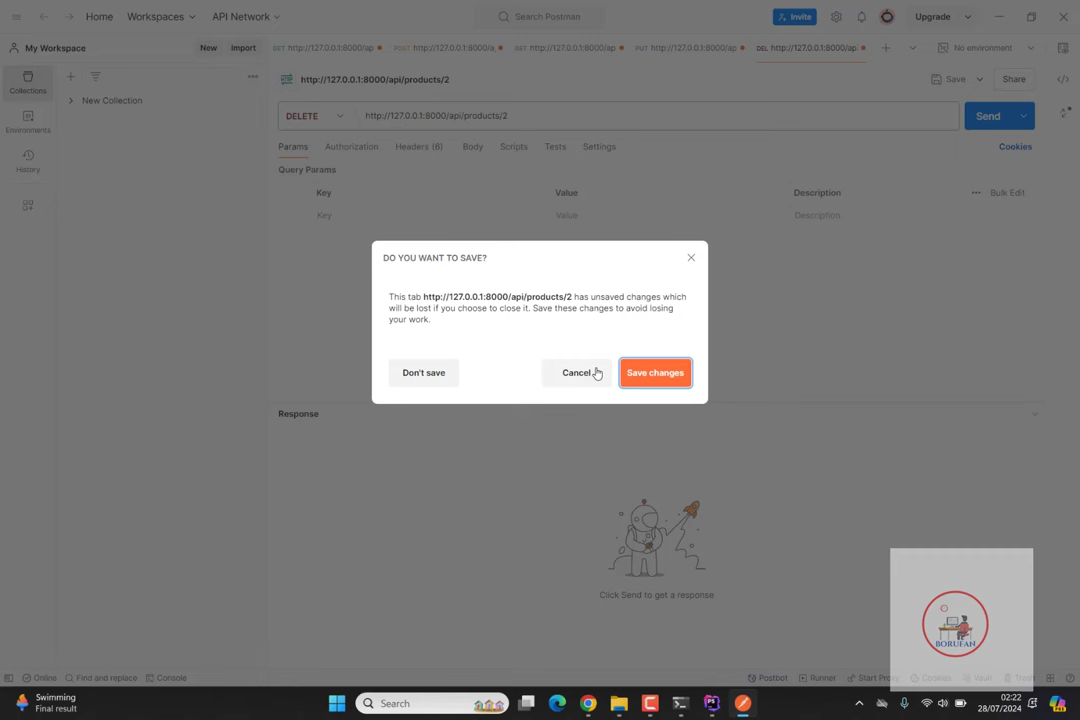 Home
Workspaces
API Network
Search Postman
Invite
Upgrade
My Workspace
New
Import
GET http://127.0.0.1:8000/ap
POST http://127.0.0.1:8000/a
GET http://127.0.0.1:8000/ap
PUT http://127.0.0.1:8000/ap
DEL http://127.0.0.1:8000/ap
No environment
Collections
New Collection
HTTP
http://127.0.0.1:8000/api/products/2
Save
Share
Environments
DELETE
http://127.0.0.1:8000/api/products/2
Send
History
Params
Authorization
Headers (6)
Body
Scripts
Tests
Settings
Cookies
Query Params
Key
Value
Description
Bulk Edit
Key
Value
Description
DO YOU WANT TO SAVE?
This tab http://127.0.0.1:8000/api/products/2 has unsaved changes which
will be lost if you choose to close it. Save these changes to avoid losing
your work.
Don't save
Cancel
Save changes
Response
Click Send to get a response
BORUFAN
Online
Find and replace
Console
Postbot
Runner
Start Proxy
Cookies
Vault
Trash
Swimming
Final result
Search
PS
02:22
28/07/2024